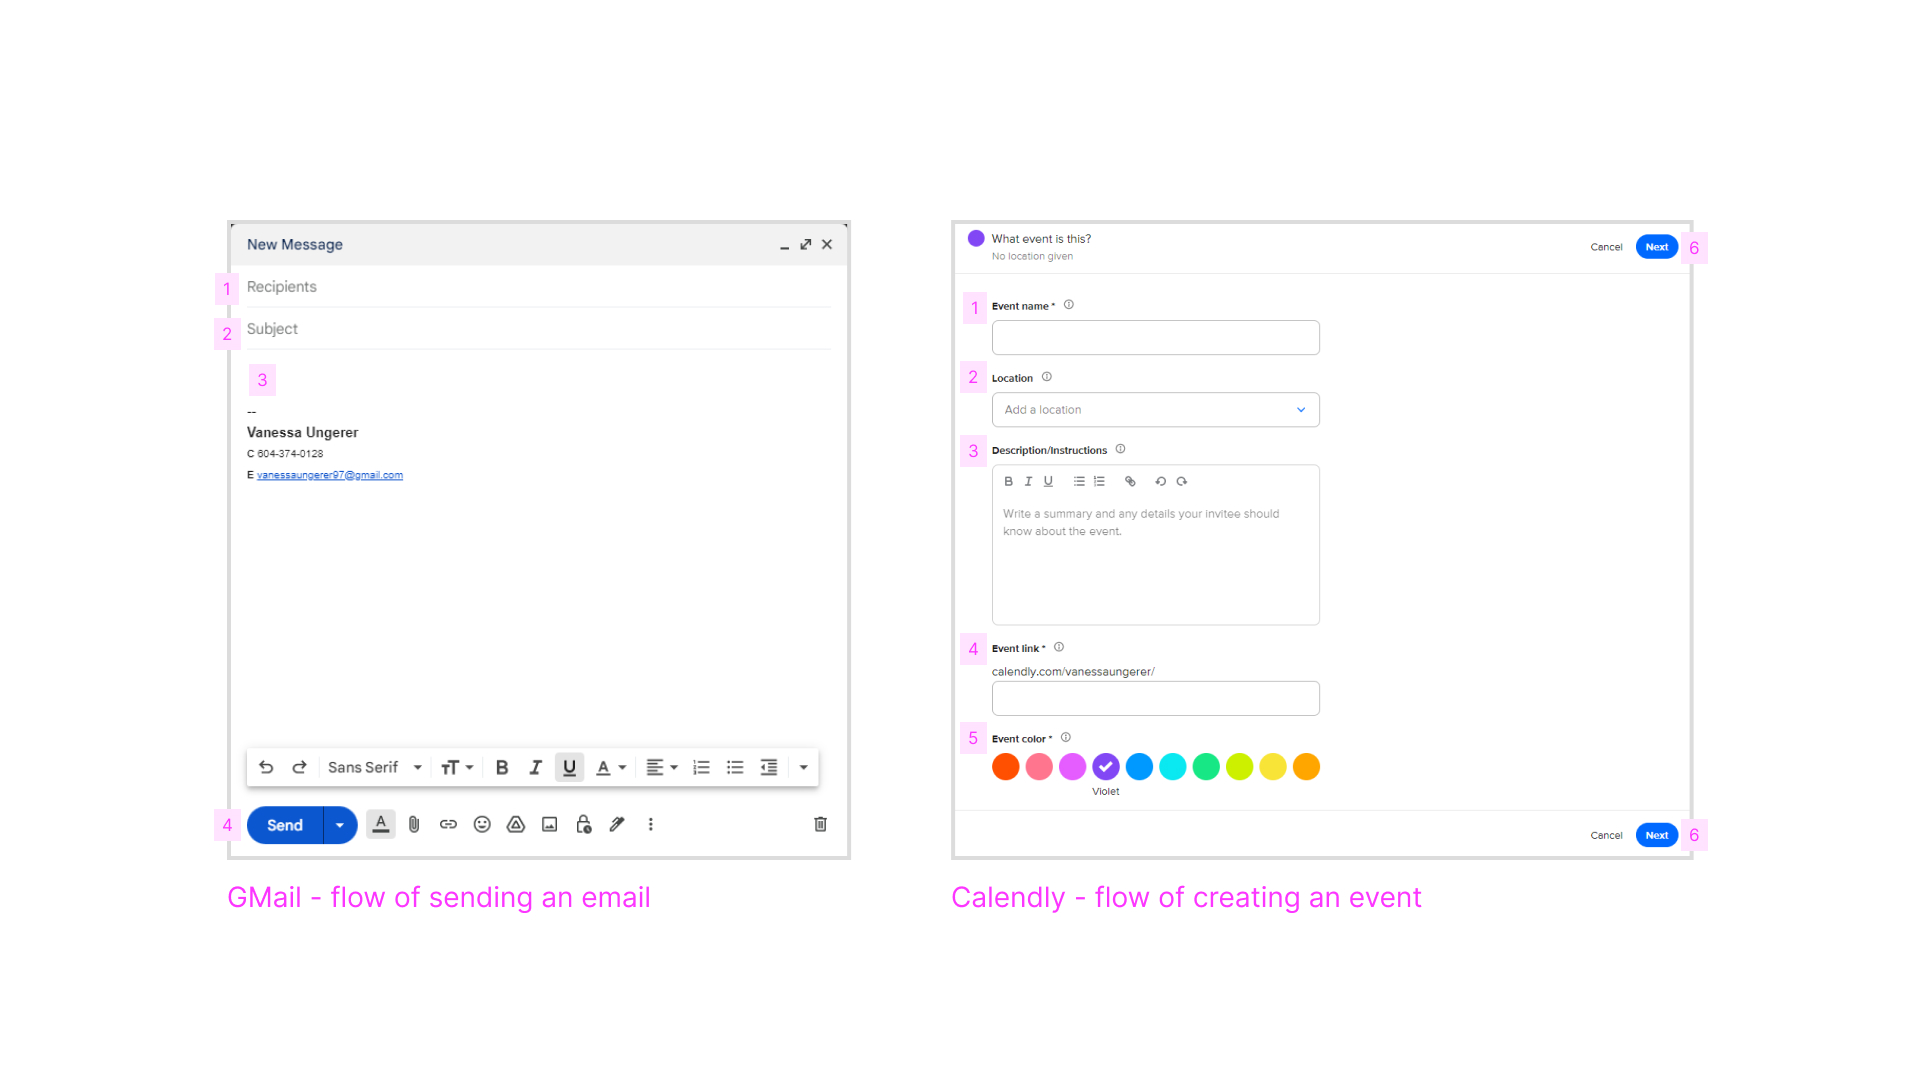 New Message
1 Recipients
2 Subject
3
--
Vanessa Ungerer
C 604-374-0128
E vanessaungerer97@gmail.com
Sans Serif
4 Send
GMail - flow of sending an email
What event is this?
No location given
Cancel Next 6
1 Event name *
2 Location
Add a location
3 Description/Instructions
B I U
Write a summary and any details your invitee should
know about the event.
4 Event link *
calendly.com/vanessaungerer/
5 Event color *
Violet
Cancel Next 6
Calendly - flow of creating an event